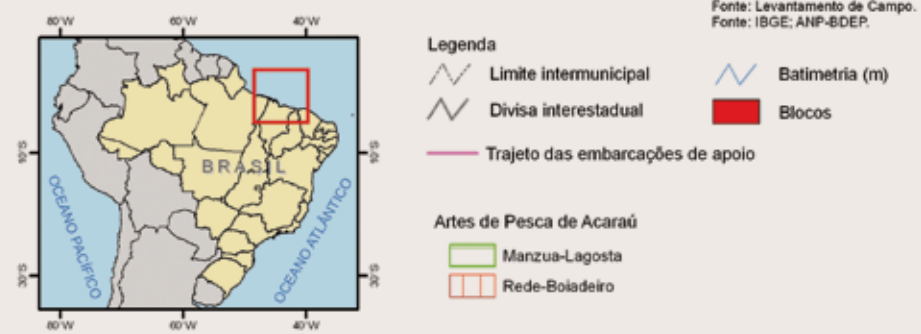 Fonte: Levantamento de Campo.
Fonte: IBGE; ANP-BDEP.
80°W 60°W 40°W
10°S 10°S
30°S 30°S
BRASIL
OCEANO PACÍFICO
OCEANO ATLÂNTICO
80°W 60°W 40°W
Legenda
Limite intermunicipal
Batimetria (m)
Divisa interestadual
Blocos
Trajeto das embarcações de apoio
Artes de Pesca de Acaraú
Manzua-Lagosta
Rede-Boiadeiro